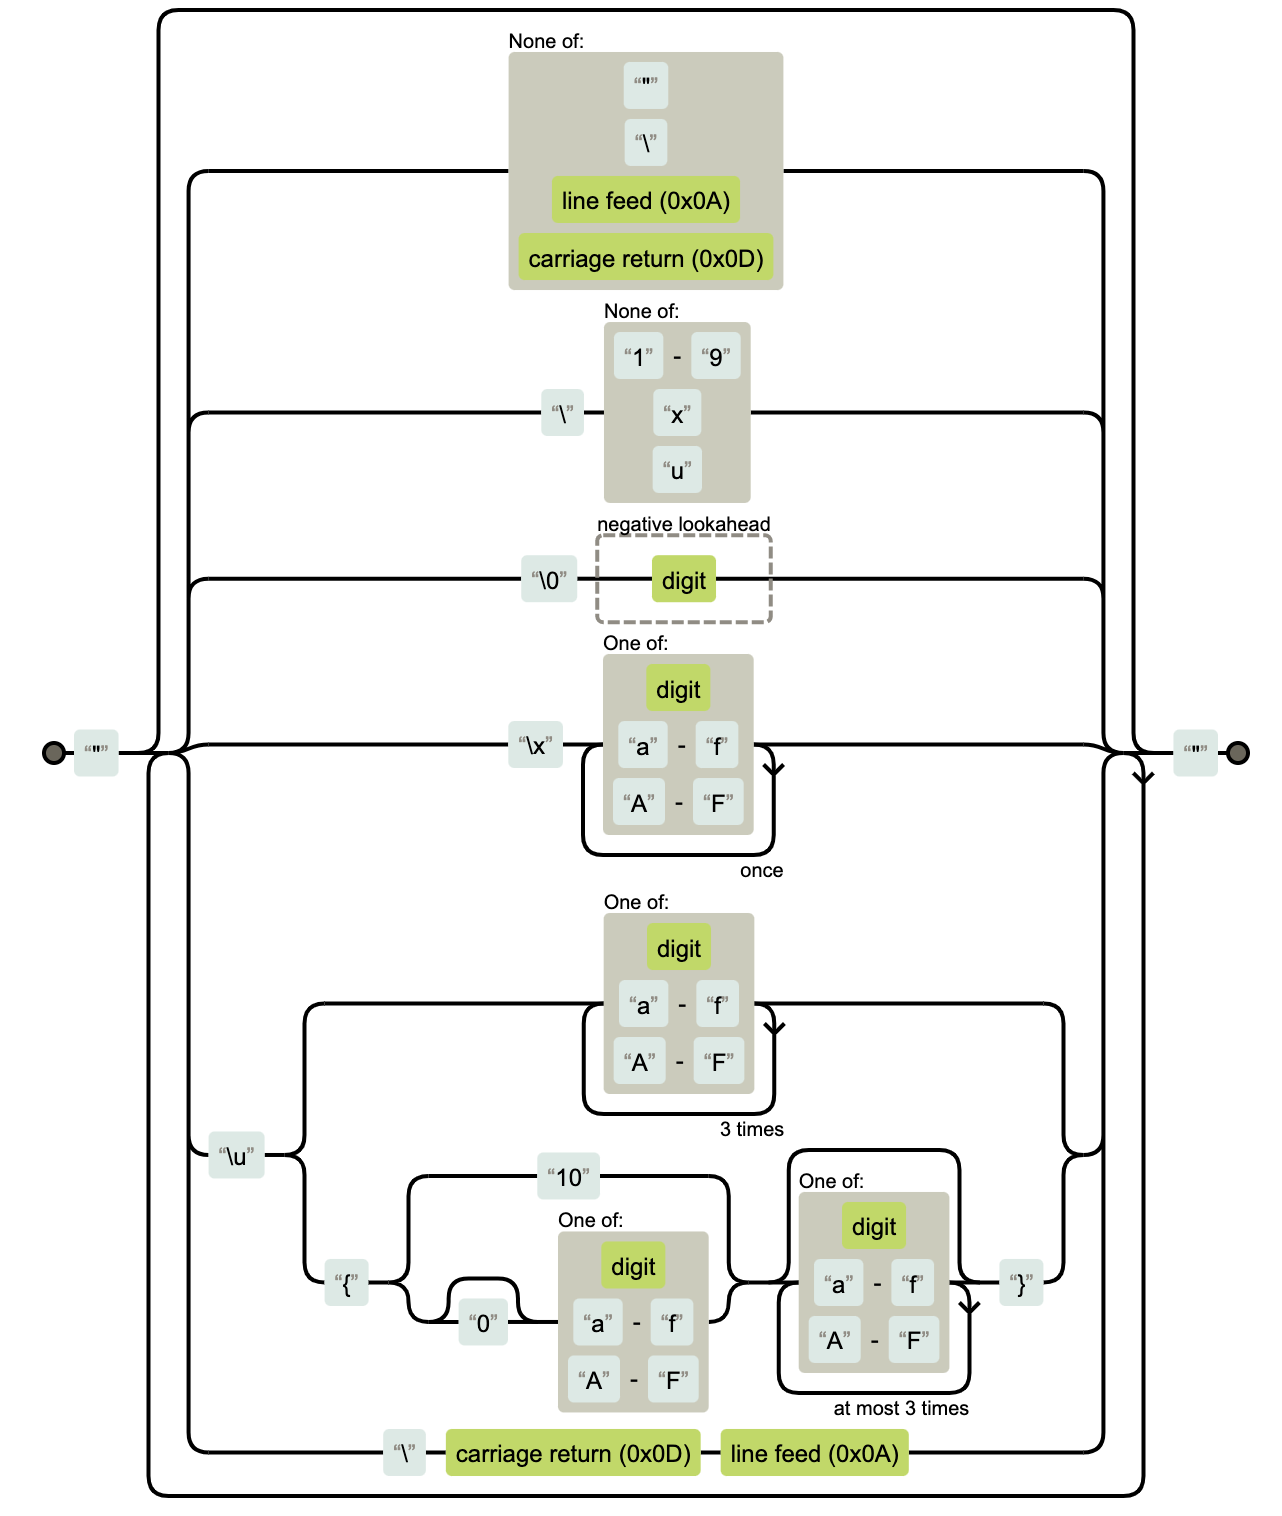 None of:
“"”
“\”
line feed (0x0A)
carriage return (0x0D)
None of:
“1” - “9”
“\”
“x”
“u”
negative lookahead
“\0” digit
One of:
digit
“"” “\x” “a” - “f” “"”
“A” - “F”
once
One of:
digit
“a” - “f”
“A” - “F”
3 times
“\u”
“10”
One of:
digit
“a” - “f”
“A” - “F”
at most 3 times
“{”
“}”
One of:
digit
“0” “a” - “f”
“A” - “F”
“\” carriage return (0x0D) line feed (0x0A)